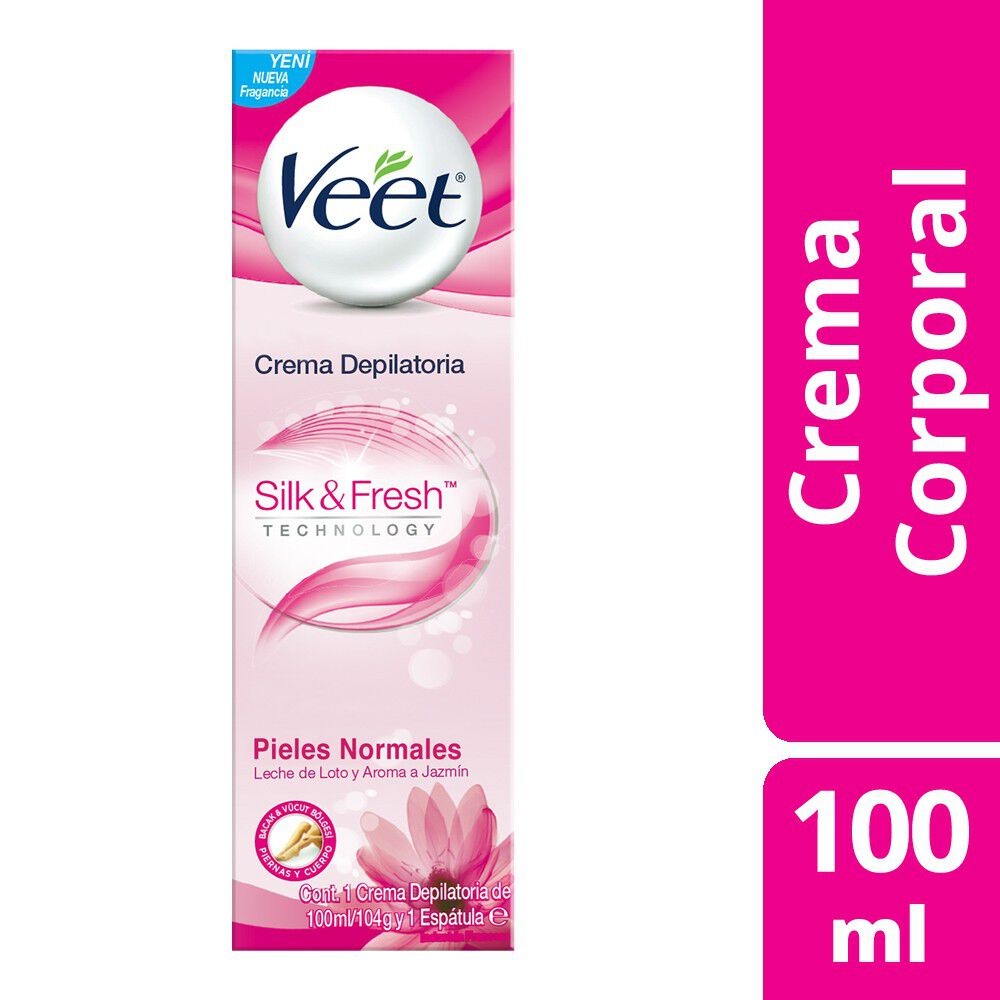 YENİ
NUEVA
Fragancia
Veet®
Crema Depilatoria
Silk & Fresh™
TECHNOLOGY
Pieles Normales
Leche de Loto y Aroma a Jazmín
BACAK & VÜCUT BÖLGESİ
PIERNAS Y CUERPO
Cont. 1 Crema Depilatoria de
100ml/104g y 1 Espátula ℮
Crema
Corporal
100
ml